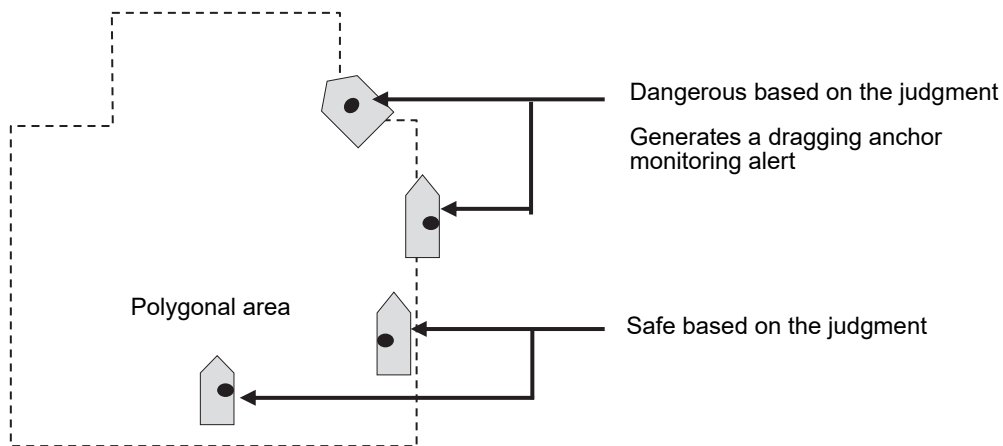 Dangerous based on the judgment
Generates a dragging anchor
monitoring alert
Polygonal area
Safe based on the judgment